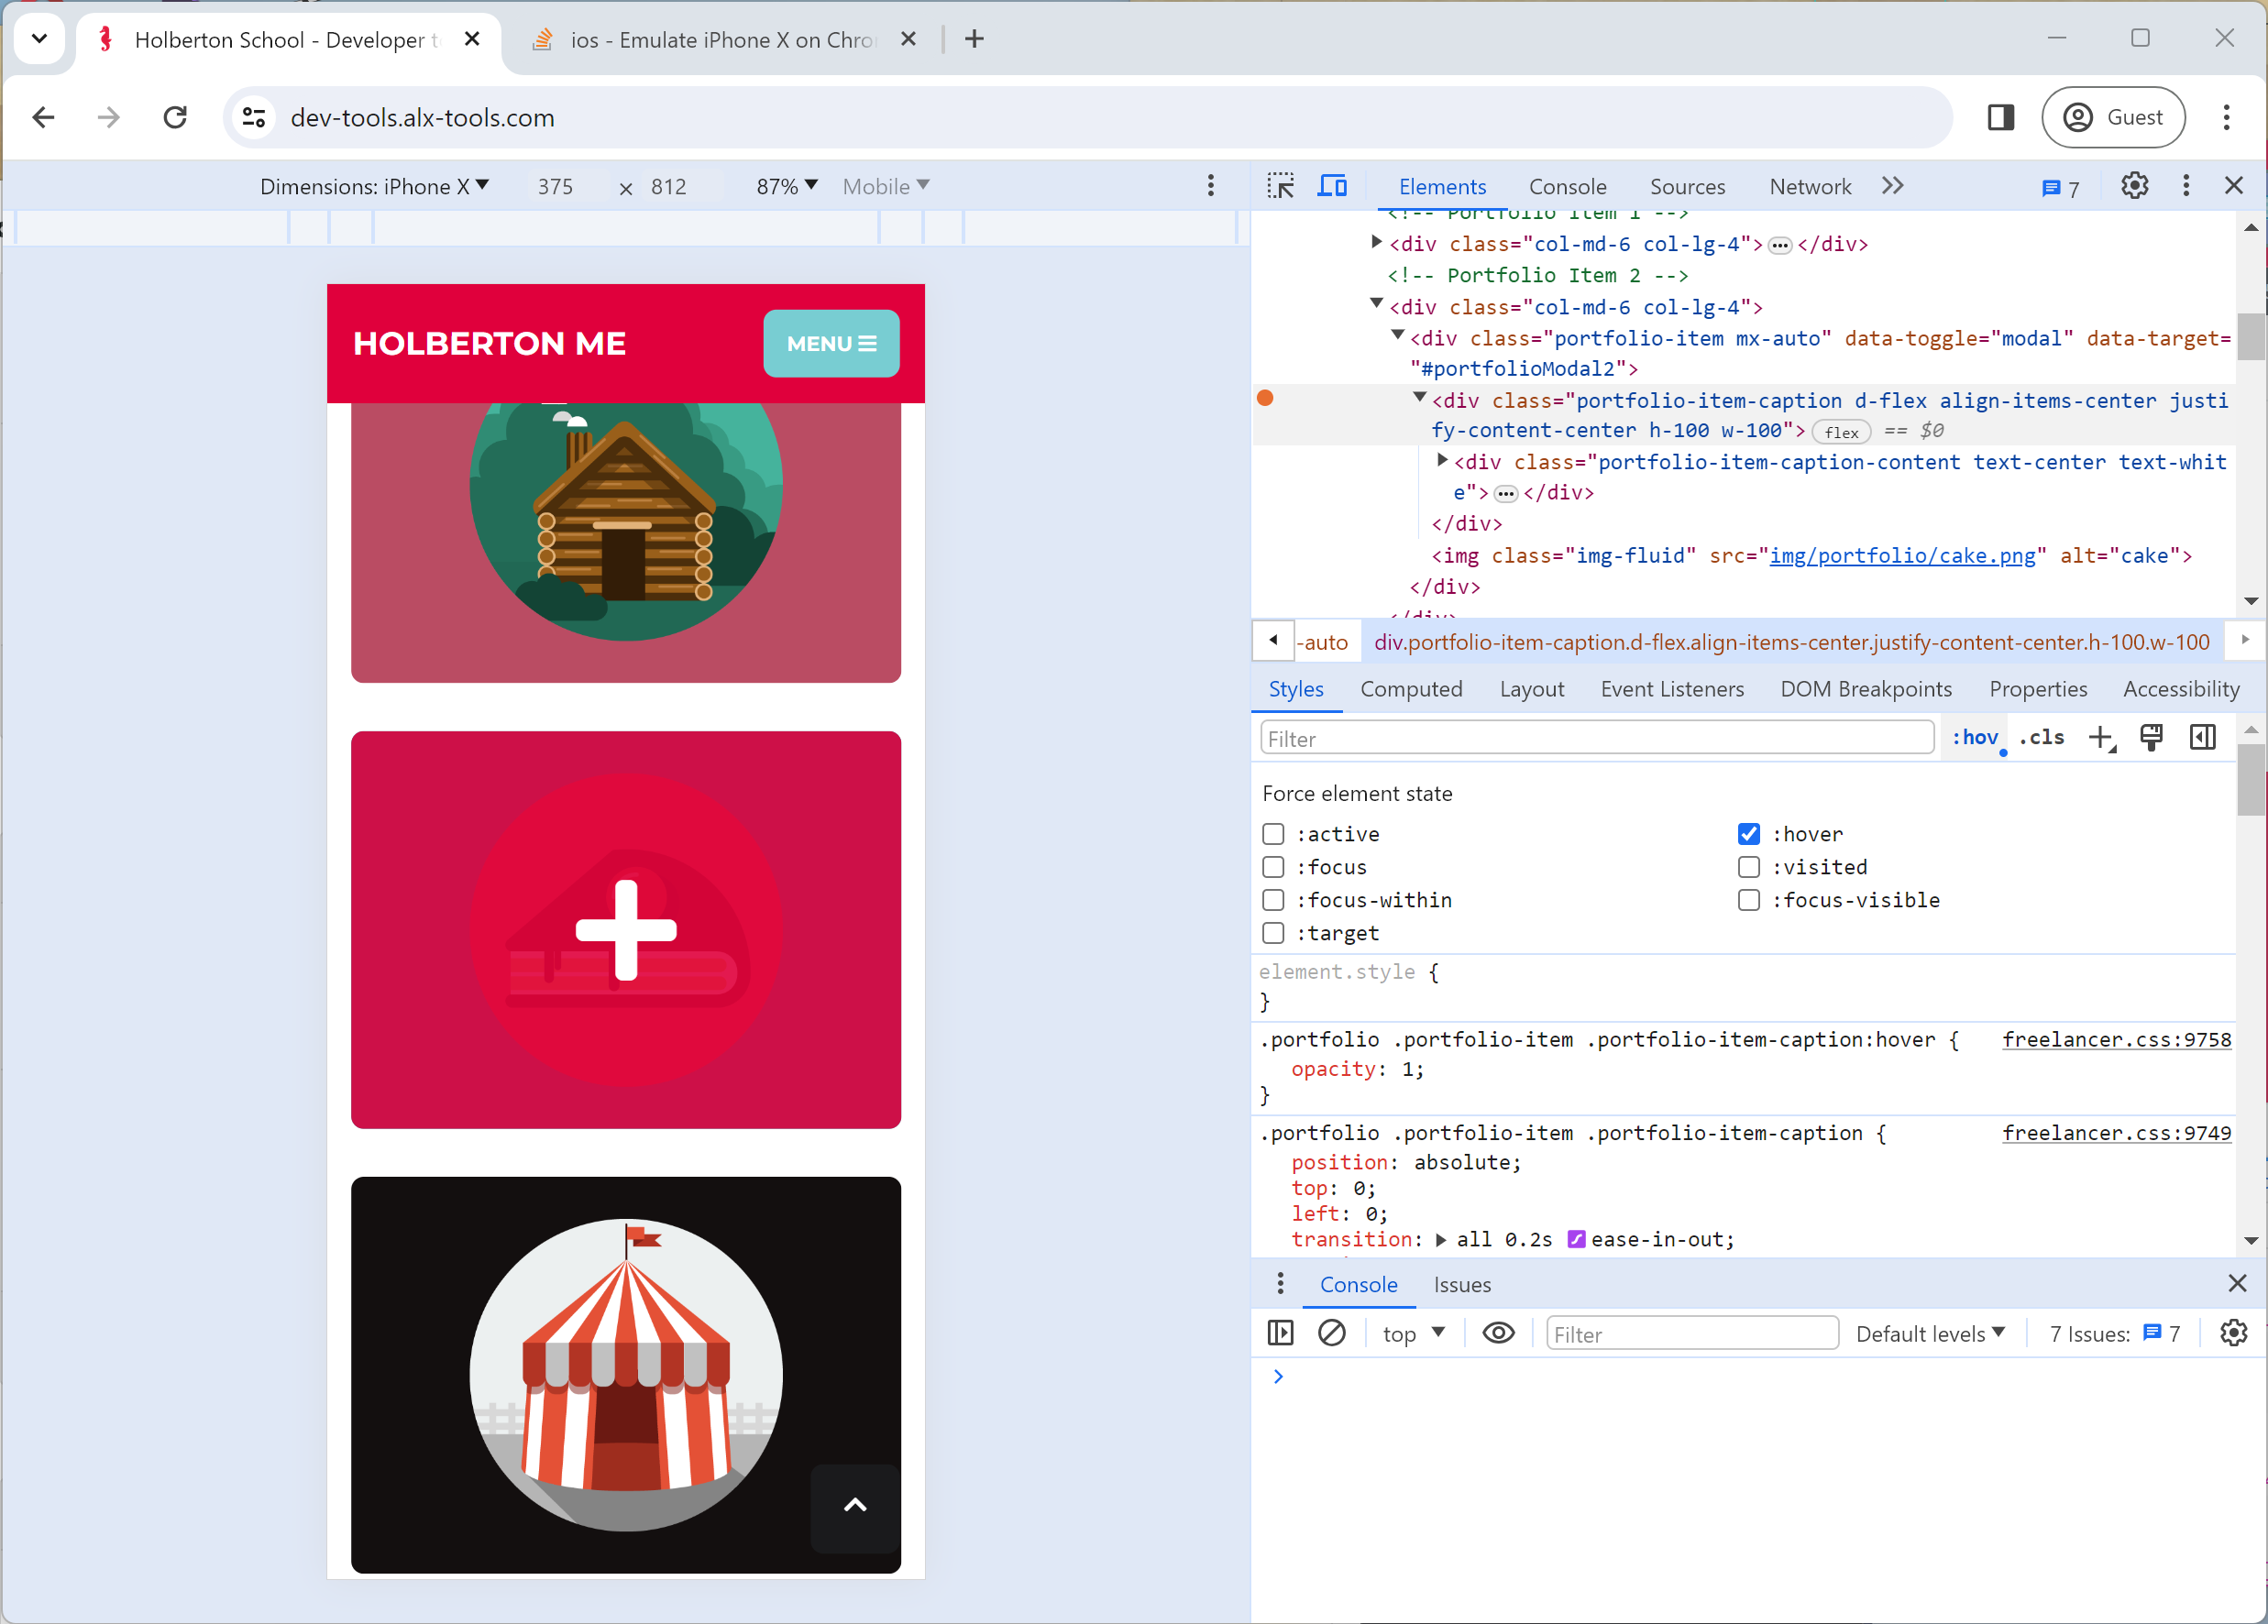 Holberton School - Developer to
ios - Emulate iPhone X on Chro
dev-tools.alx-tools.com
Guest
Dimensions: iPhone X
375 x 812
87%
Mobile
Elements
Console
Sources
Network
7
HOLBERTON ME
MENU
<!-- Portfolio Item 1 -->
<div class="col-md-6 col-lg-4">…</div>
<!-- Portfolio Item 2 -->
<div class="col-md-6 col-lg-4">
<div class="portfolio-item mx-auto" data-toggle="modal" data-target=
"#portfolioModal2">
<div class="portfolio-item-caption d-flex align-items-center justi
fy-content-center h-100 w-100"> flex == $0
<div class="portfolio-item-caption-content text-center text-whit
e">…</div>
</div>
<img class="img-fluid" src="img/portfolio/cake.png" alt="cake">
</div>
</div>
-auto
div.portfolio-item-caption.d-flex.align-items-center.justify-content-center.h-100.w-100
Styles
Computed
Layout
Event Listeners
DOM Breakpoints
Properties
Accessibility
Filter
:hov
.cls
Force element state
:active
:hover
:focus
:visited
:focus-within
:focus-visible
:target
element.style {
}
.portfolio .portfolio-item .portfolio-item-caption:hover {
freelancer.css:9758
opacity: 1;
}
.portfolio .portfolio-item .portfolio-item-caption {
freelancer.css:9749
position: absolute;
top: 0;
left: 0;
transition: all 0.2s ease-in-out;
Console
Issues
top
Filter
Default levels
7 Issues: 7